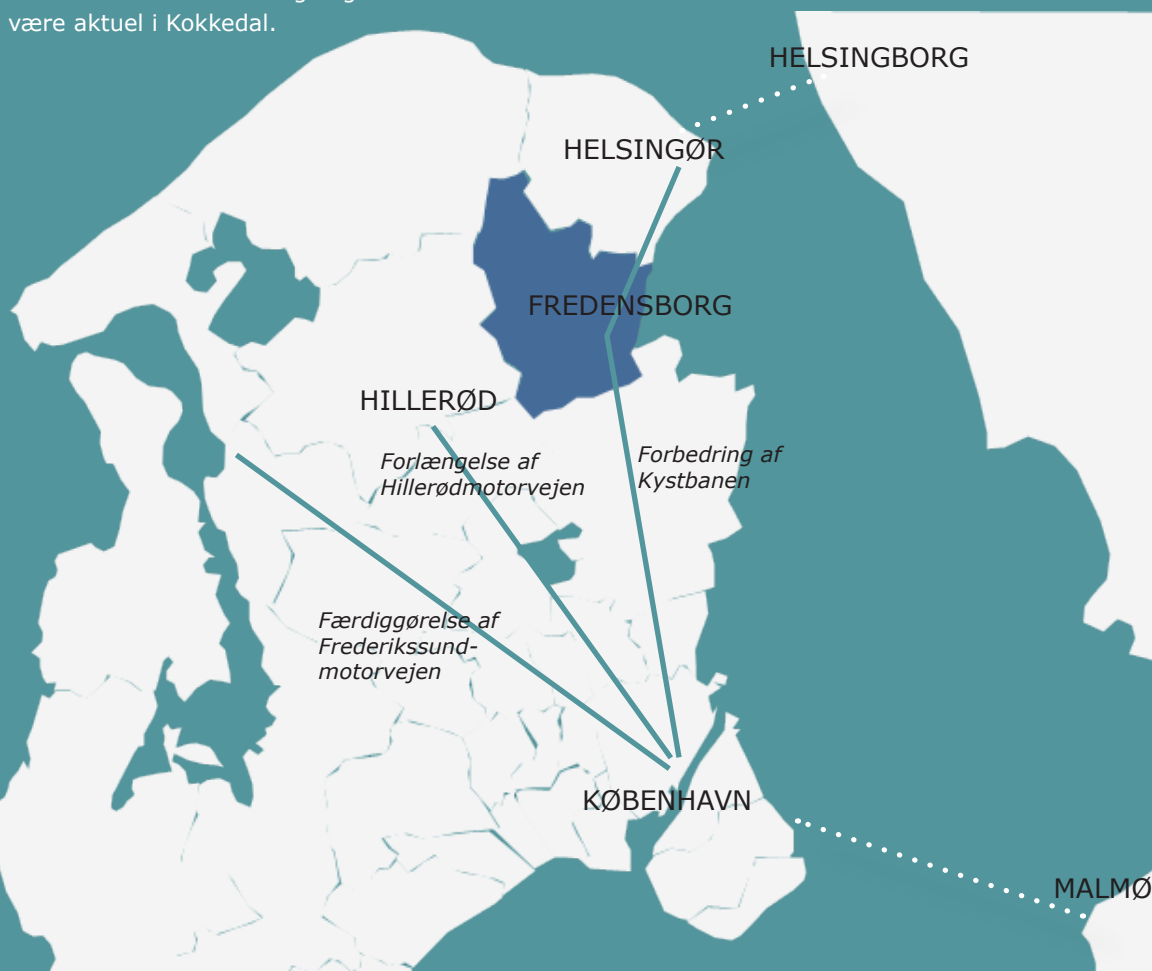 være aktuel i Kokkedal.
HELSINGBORG
HELSINGØR
FREDENSBORG
HILLERØD
Forlængelse af
Hillerødmotorvejen
Forbedring af
Kystbanen
Færdiggørelse af
Frederikssund-
motorvejen
KØBENHAVN
MALMØ